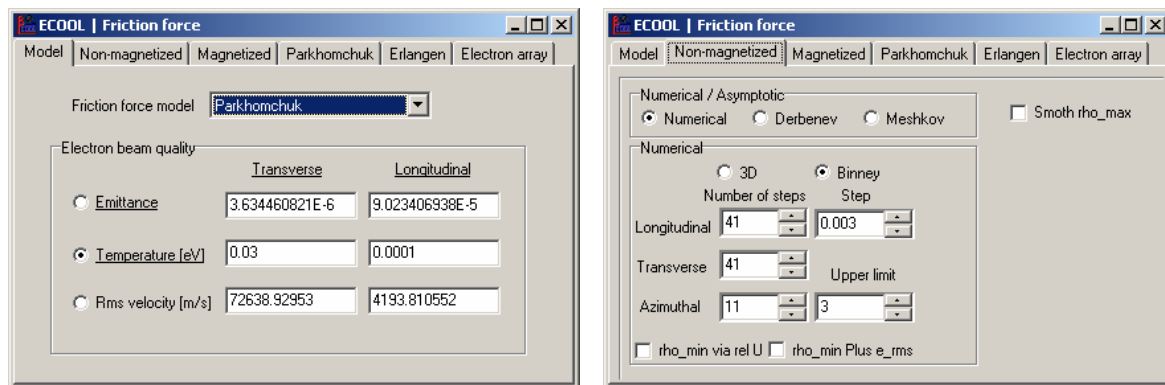 ECOOL | Friction force
Model Non-magnetized Magnetized Parkhomchuk Erlangen Electron array
Friction force model Parkhomchuk
Electron beam quality
Transverse Longitudinal
Emittance 3.634460821E-6 9.023406938E-5
Temperature [eV] 0.03 0.0001
Rms velocity [m/s] 72638.92953 4193.810552
ECOOL | Friction force
Model Non-magnetized Magnetized Parkhomchuk Erlangen Electron array
Numerical / Asymptotic
Numerical Derbenev Meshkov
Smoth rho_max
Numerical
3D Binney
Number of steps Step
Longitudinal 41 0.003
Transverse 41 Upper limit
Azimuthal 11 3
rho_min via rel U rho_min Plus e_rms